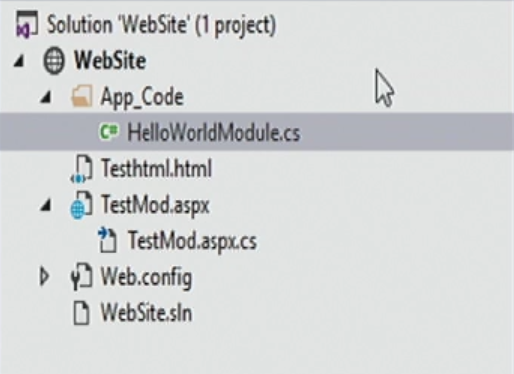 Solution 'WebSite' (1 project)
WebSite
App_Code
C# HelloWorldModule.cs
Testhtml.html
TestMod.aspx
TestMod.aspx.cs
Web.config
WebSite.sln